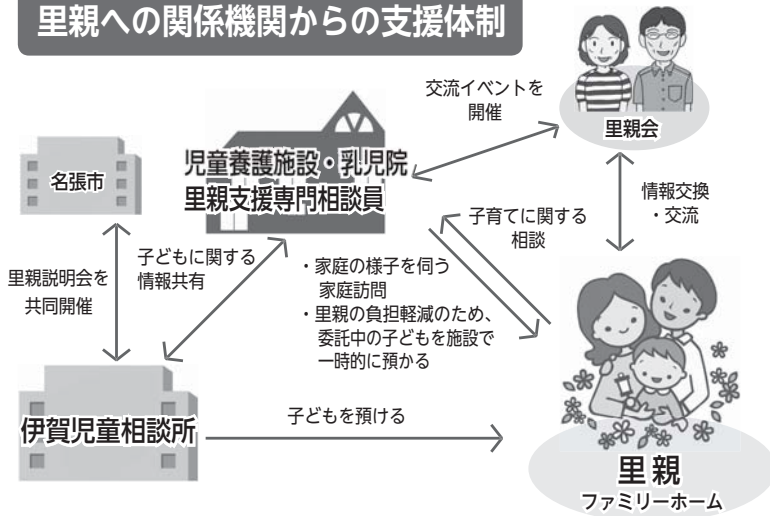 里親への関係機関からの支援体制
交流イベントを
開催
里親会
児童養護施設・乳児院
里親支援専門相談員
名張市
情報交換
・交流
子育てに関する
相談
子どもに関する
情報共有
里親説明会を
共同開催
・家庭の様子を伺う
家庭訪問
・里親の負担軽減のため、
委託中の子どもを施設で
一時的に預かる
伊賀児童相談所
子どもを預ける
里親
ファミリーホーム